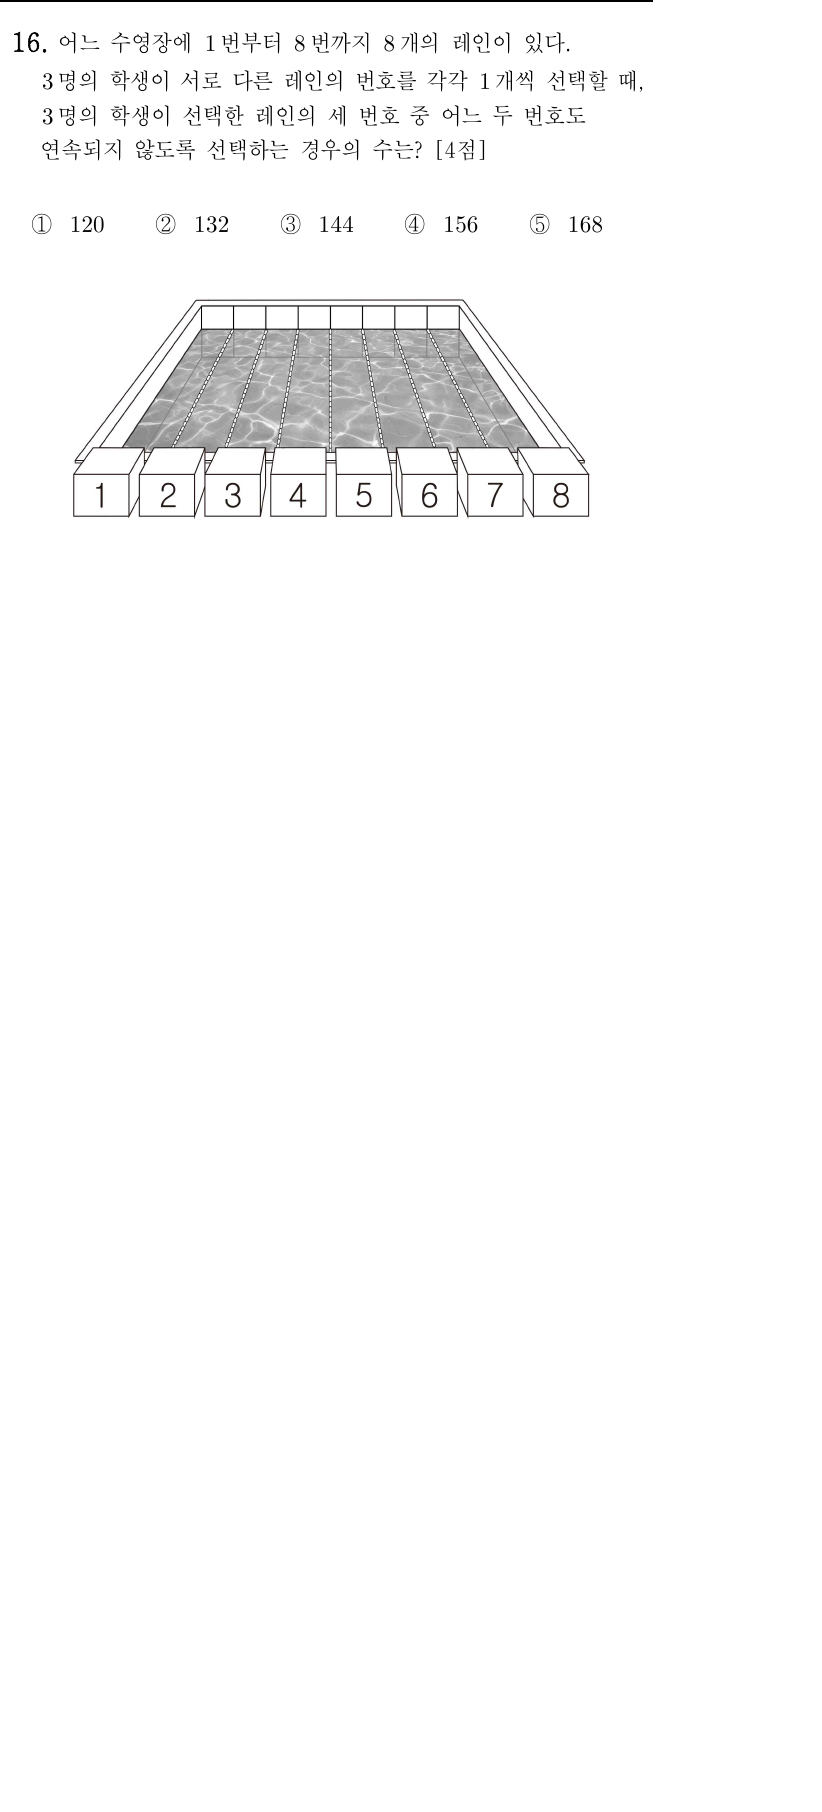 16. 어느 수영장에 1번부터 8번까지 8개의 레인이 있다.
3명의 학생이 서로 다른 레인의 번호를 각각 1개씩 선택할 때,
3명의 학생이 선택한 레인의 세 번호 중 어느 두 번호도
연속되지 않도록 선택하는 경우의 수는? [4점]
① 120 ② 132 ③ 144 ④ 156 ⑤ 168
1 2 3 4 5 6 7 8